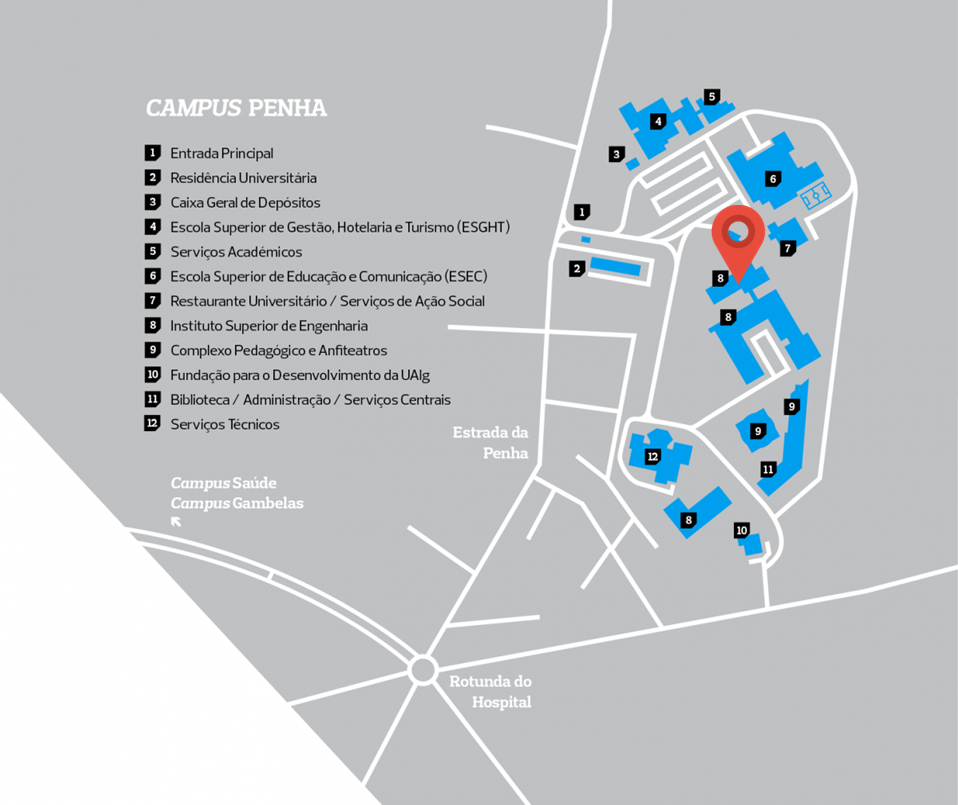 CAMPUS PENHA
1 Entrada Principal
2 Residência Universitária
3 Caixa Geral de Depósitos
4 Escola Superior de Gestão, Hotelaria e Turismo (ESGHT)
5 Serviços Académicos
6 Escola Superior de Educação e Comunicação (ESEC)
7 Restaurante Universitário / Serviços de Ação Social
8 Instituto Superior de Engenharia
9 Complexo Pedagógico e Anfiteatros
10 Fundação para o Desenvolvimento da UAlg
11 Biblioteca / Administração / Serviços Centrais
12 Serviços Técnicos
5
4
3
6
1
7
2
8
8
9
9
12
11
8
10
Estrada da
Penha
Campus Saúde
Campus Gambelas
Rotunda do
Hospital